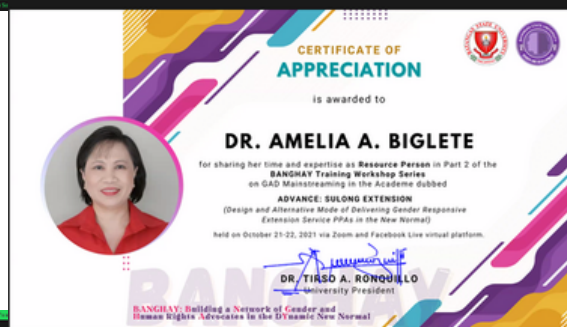 CERTIFICATE OF
APPRECIATION
is awarded to
DR. AMELIA A. BIGLETE
for sharing her time and expertise as Resource Person in Part 2 of the
BANGHAY Training Workshop Series
on GAD Mainstreaming in the Academe dubbed
ADVANCE: SULONG EXTENSION
(Design and Alternative Mode of Delivering Gender Responsive
Extension Service PPAs in the New Normal)
held on October 21-22, 2021 via Zoom and Facebook Live virtual platform.
DR. TIRSO A. RONQUILLO
University President
BANGHAY
BANGHAY: Building a Network of Gender and
Human Rights Advocates in the DYnamic New Normal